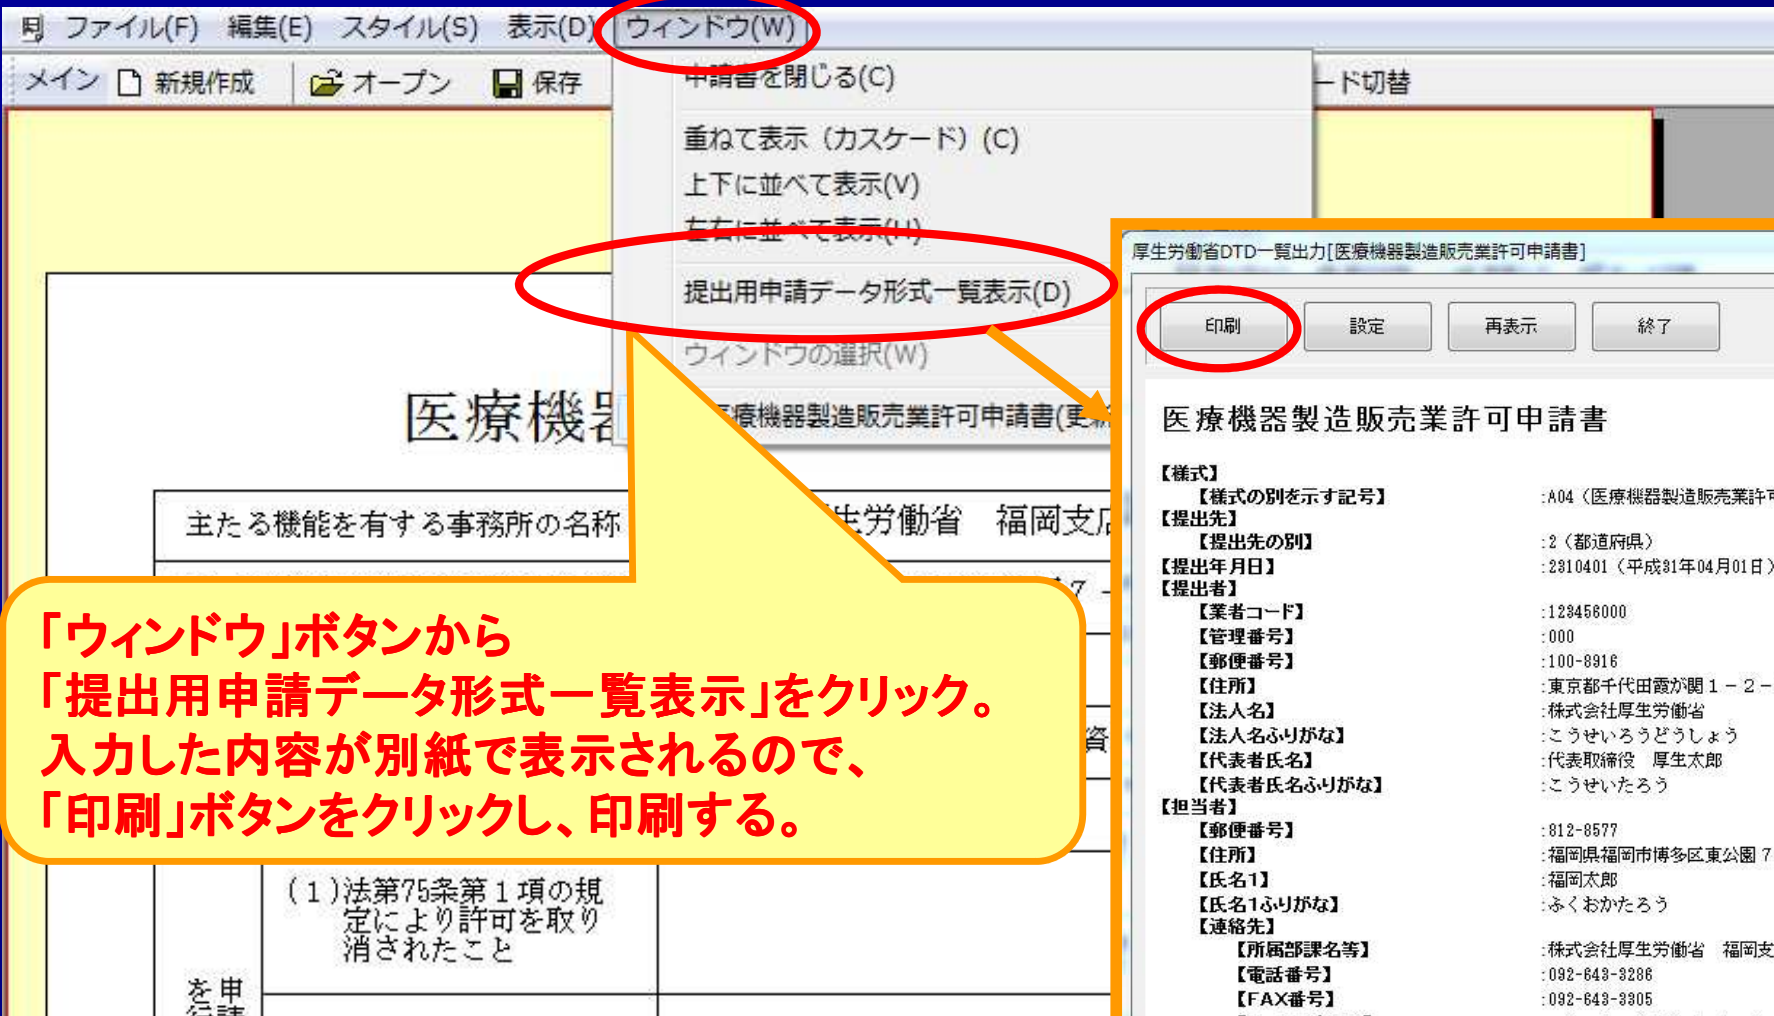 ファイル(F) 編集(E) スタイル(S) 表示(D) ウィンドウ(W)
メイン 新規作成 オープン 保存 ード切替
申請書を閉じる(C)
重ねて表示（カスケード）(C)
上下に並べて表示(V)
左右に並べて表示(H)
提出用申請データ形式一覧表示(D)
ウィンドウの選択(W)
療機器製造販売業許可申請書(更新
医療機器
主たる機能を有する事務所の名称 生労働省 福岡支店
7 -
資
「ウィンドウ」ボタンから
「提出用申請データ形式一覧表示」をクリック。
入力した内容が別紙で表示されるので、
「印刷」ボタンをクリックし、印刷する。
(１)法第75条第１項の規
定により許可を取り
消されたこと
申請
を行
厚生労働省DTD一覧出力[医療機器製造販売業許可申請書]
印刷 設定 再表示 終了
医療機器製造販売業許可申請書
【様式】
【様式の別を示す記号】 :A04（医療機器製造販売業許可
【提出先】
【提出先の別】 :2（都道府県）
【提出年月日】 :2310401（平成31年04月01日）
【提出者】
【業者コード】 :123456000
【管理番号】 :000
【郵便番号】 :100-8916
【住所】 :東京都千代田霞が関１－２－
【法人名】 :株式会社厚生労働省
【法人名ふりがな】 :こうせいろうどうしょう
【代表者氏名】 :代表取締役　厚生太郎
【代表者氏名ふりがな】 :こうせいたろう
【担当者】
【郵便番号】 :812-8577
【住所】 :福岡県福岡市博多区東公園７
【氏名1】 :福岡太郎
【氏名1ふりがな】 :ふくおかたろう
【連絡先】
【所属部課名等】 :株式会社厚生労働省　福岡支
【電話番号】 :092-643-3286
【FAX番号】 :092-643-3305